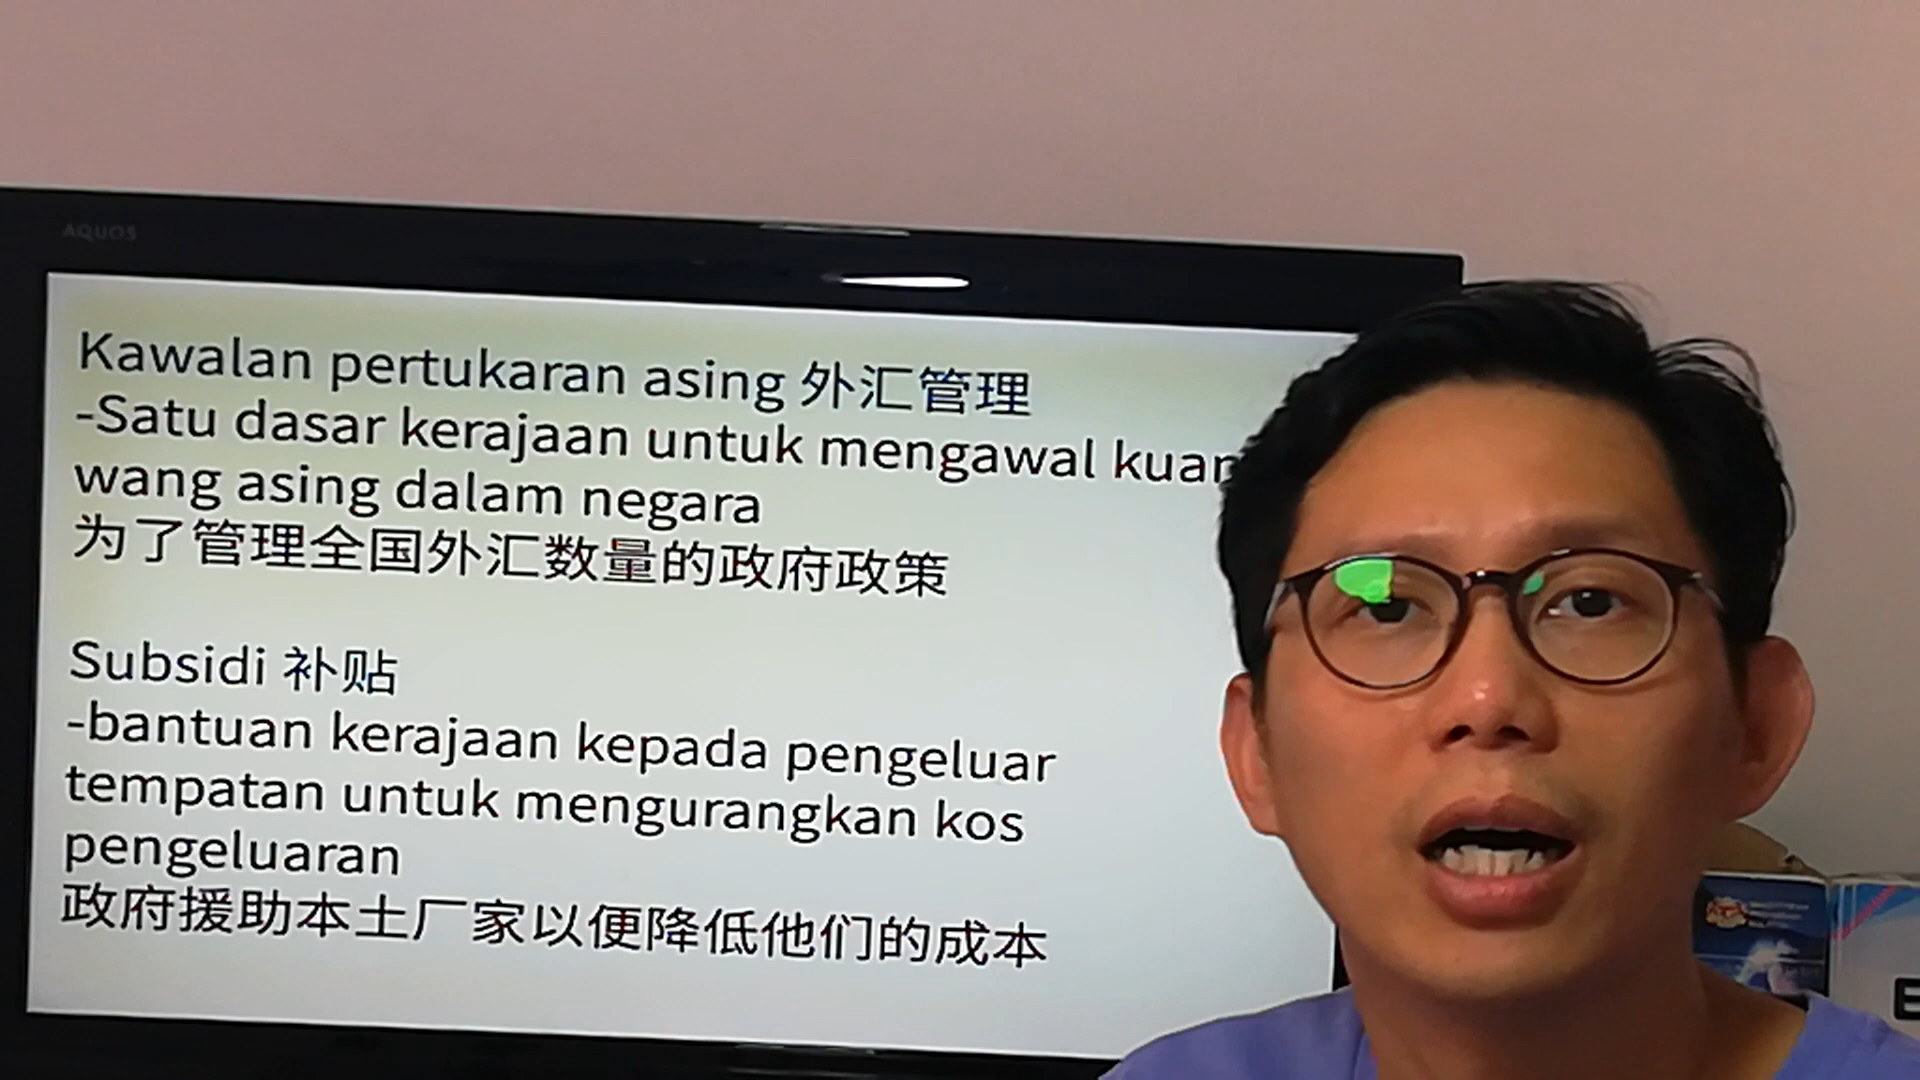 AQUOS
Kawalan pertukaran asing 外汇管理
-Satu dasar kerajaan untuk mengawal
wang asing dalam negara
为了管理全国外汇数量的政府政策
Subsidi 补贴
-bantuan kerajaan kepada pengeluar
tempatan untuk mengurangkan kos
pengeluaran
政府援助本土厂家以便降低他们的成本